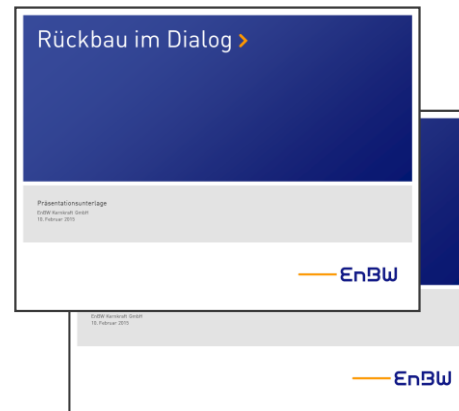 Rückbau im Dialog >
Präsentationsunterlage
EnBW Kernkraft GmbH
10. Februar 2015
EnBW
EnBW Kernkraft GmbH
10. Februar 2015
EnBW